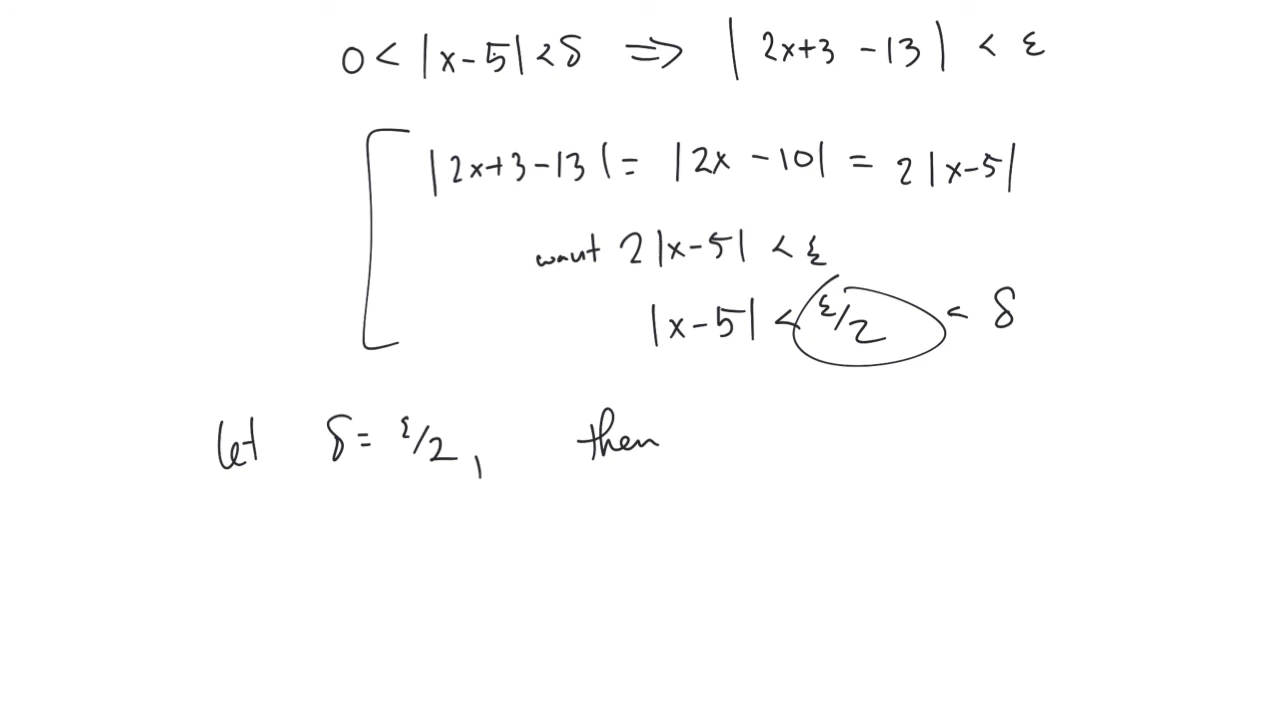 0 < |x-5| < δ ⟹ |2x+3 -13| < ε
|2x+3-13| = |2x -10| = 2|x-5|
want 2|x-5| < ε
|x-5| < ε/2 < δ
let δ = ε/2, then